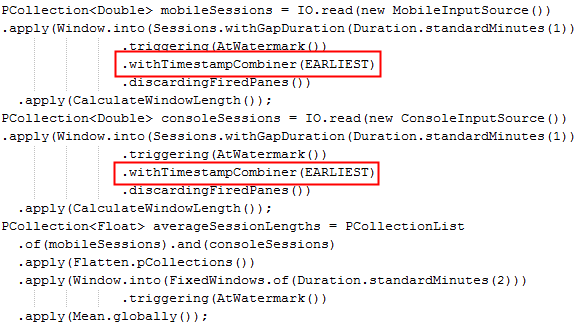 PCollection<Double> mobileSessions = IO.read(new MobileInputSource())
.apply(Window.into(Sessions.withGapDuration(Duration.standardMinutes(1))
.triggering(AtWatermark())
.withTimestampCombiner(EARLIEST)
.discardingFiredPanes())
.apply(CalculateWindowLength());
PCollection<Double> consoleSessions = IO.read(new ConsoleInputSource())
.apply(Window.into(Sessions.withGapDuration(Duration.standardMinutes(1))
.triggering(AtWatermark())
.withTimestampCombiner(EARLIEST)
.discardingFiredPanes())
.apply(CalculateWindowLength());
PCollection<Float> averageSessionLengths = PCollectionList
.of(mobileSessions).and(consoleSessions)
.apply(Flatten.pCollections())
.apply(Window.into(FixedWindows.of(Duration.standardMinutes(2)))
.triggering(AtWatermark())
.apply(Mean.globally());